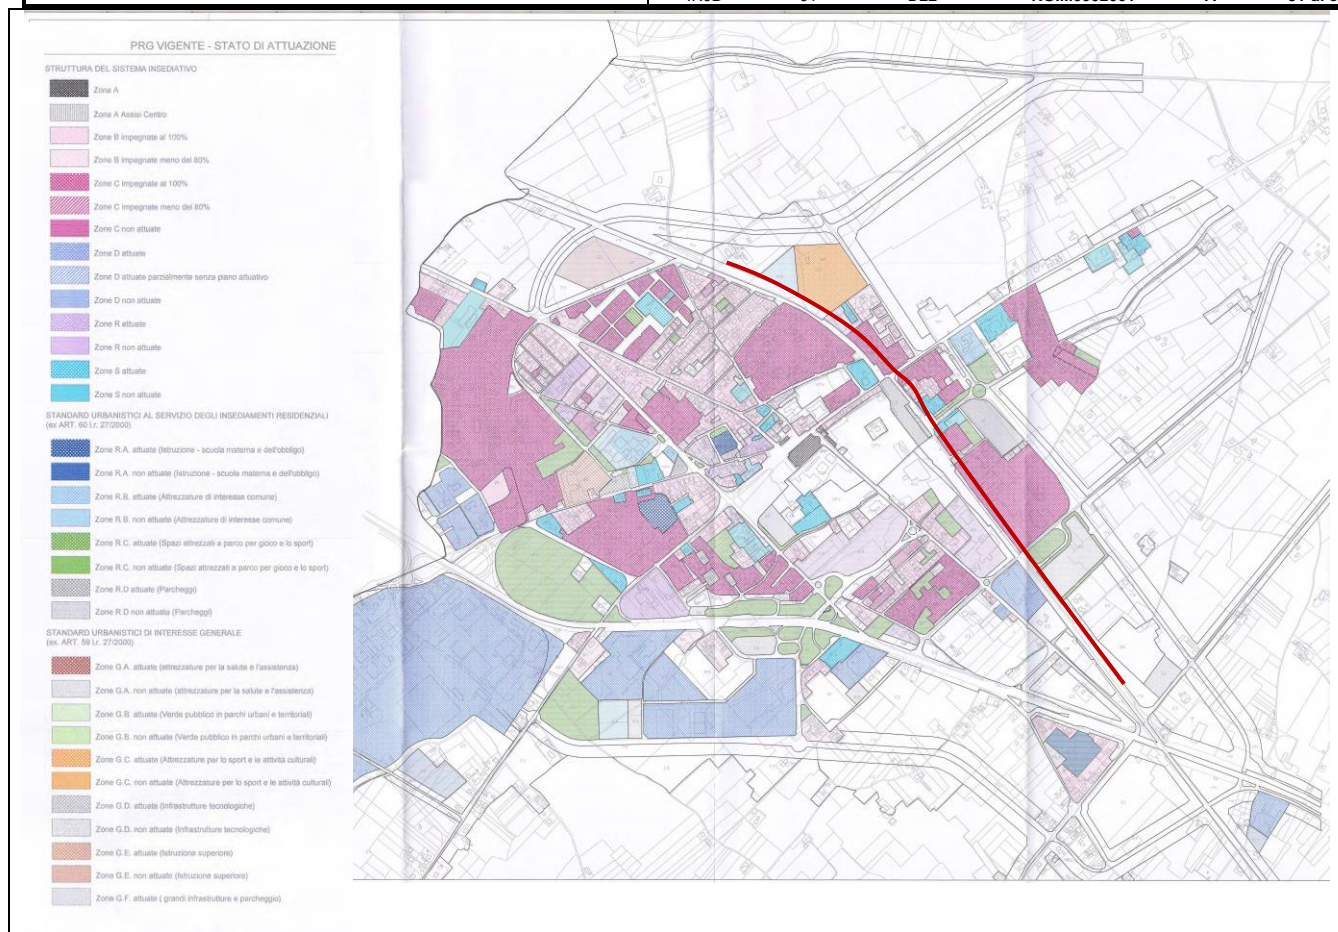 PRG VIGENTE - STATO DI ATTUAZIONE
STRUTTURA DEL SISTEMA INSEDIATIVO
Zona A
Zona A Assisi Centro
Zone B impegnate al 100%
Zone B impegnate meno del 80%
Zone C impegnate al 100%
Zone C impegnate meno del 80%
Zone C non attuate
Zone D attuate
Zone D attuate parzialmente senza piano attuativo
Zone D non attuate
Zone R attuate
Zone R non attuate
Zone S attuate
Zone S non attuate
STANDARD URBANISTICI AL SERVIZIO DEGLI INSEDIAMENTI RESIDENZIALI
(ex ART. 60 l.r. 27/2000)
Zone R.A. attuate (Istruzione - scuola materna e dell'obbligo)
Zone R.A. non attuate (Istruzione - scuola materna e dell'obbligo)
Zone R.B. attuate (Attrezzature di interesse comune)
Zone R.B. non attuate (Attrezzature di interesse comune)
Zone R.C. attuate (Spazi attrezzati a parco per gioco e lo sport)
Zone R.C. non attuate (Spazi attrezzati a parco per gioco e lo sport)
Zone R.D attuate (Parcheggi)
Zone R.D non attuate (Parcheggi)
STANDARD URBANISTICI DI INTERESSE GENERALE
(ex. ART. 59 l.r. 27/2000)
Zone G.A. attuate (attrezzature per la salute e l'assistenza)
Zone G.A. non attuate (attrezzature per la salute e l'assistenza)
Zone G.B. attuate (Verde pubblico in parchi urbani e territoriali)
Zone G.B. non attuate (Verde pubblico in parchi urbani e territoriali)
Zone G.C. attuate (Attrezzature per lo sport e le attività culturali)
Zone G.C. non attuate (Attrezzature per lo sport e le attività culturali)
Zone G.D. attuate (Infrastrutture tecnologiche)
Zone G.D. non attuate (Infrastrutture tecnologiche)
Zone G.E. attuate (Istruzione superiore)
Zone G.E. non attuate (Istruzione superiore)
Zone G.F. attuate ( grandi infrastrutture e parcheggio)